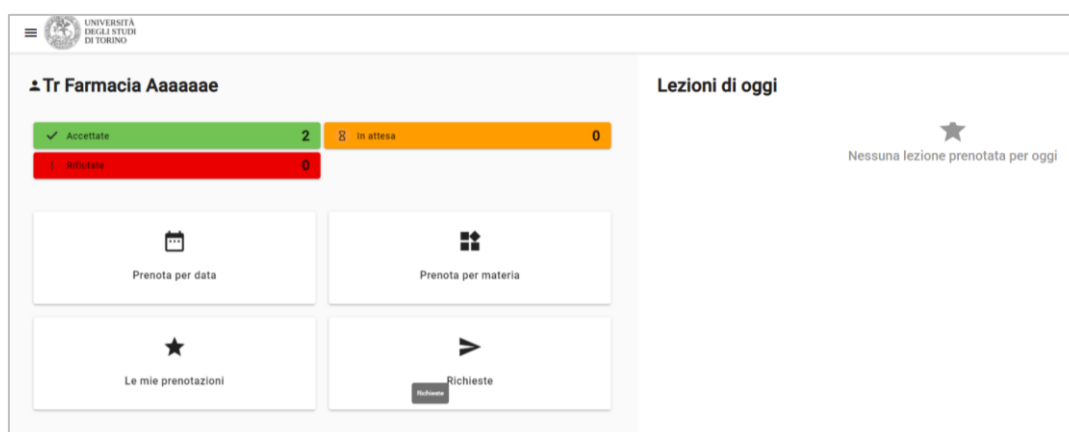 UNIVERSITÀ
DEGLI STUDI
DI TORINO
Tr Farmacia Aaaaaae
Accettate 2
In attesa 0
! Rifiutate 0
Prenota per data
Prenota per materia
Le mie prenotazioni
Richieste
Richieste
Lezioni di oggi
Nessuna lezione prenotata per oggi